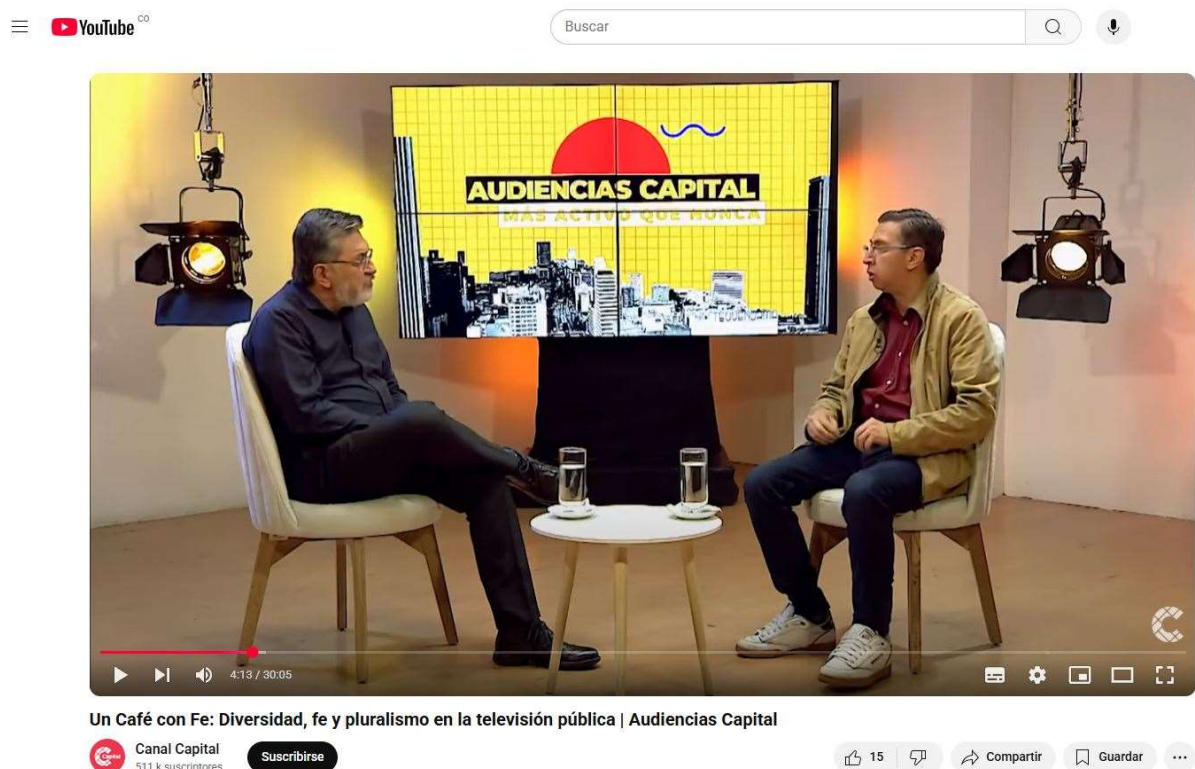 YouTube CO
Buscar
AUDIENCIAS CAPITAL
MÁS ACTIVO QUE NUNCA
4:13 / 30:05
Un Café con Fe: Diversidad, fe y pluralismo en la televisión pública | Audiencias Capital
Capital
Canal Capital
511 k suscriptores
Suscribirse
15
Compartir
Guardar